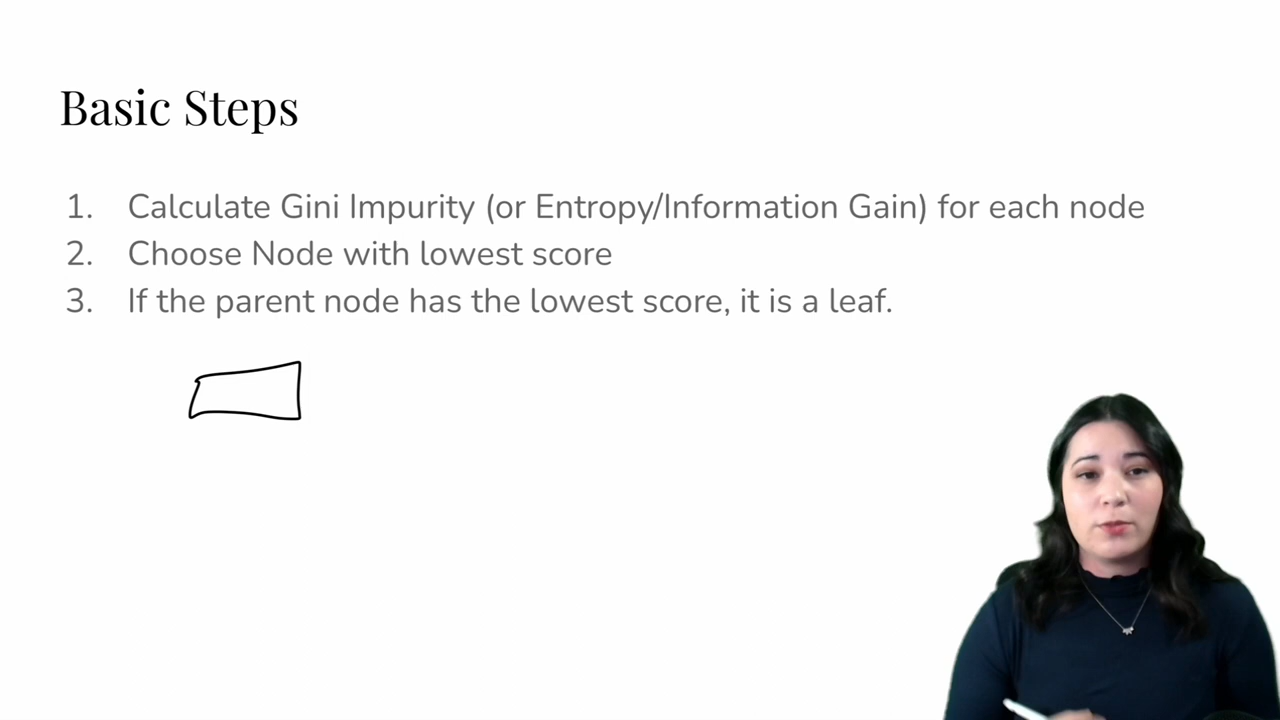 Basic Steps
1. Calculate Gini Impurity (or Entropy/Information Gain) for each node
2. Choose Node with lowest score
3. If the parent node has the lowest score, it is a leaf.